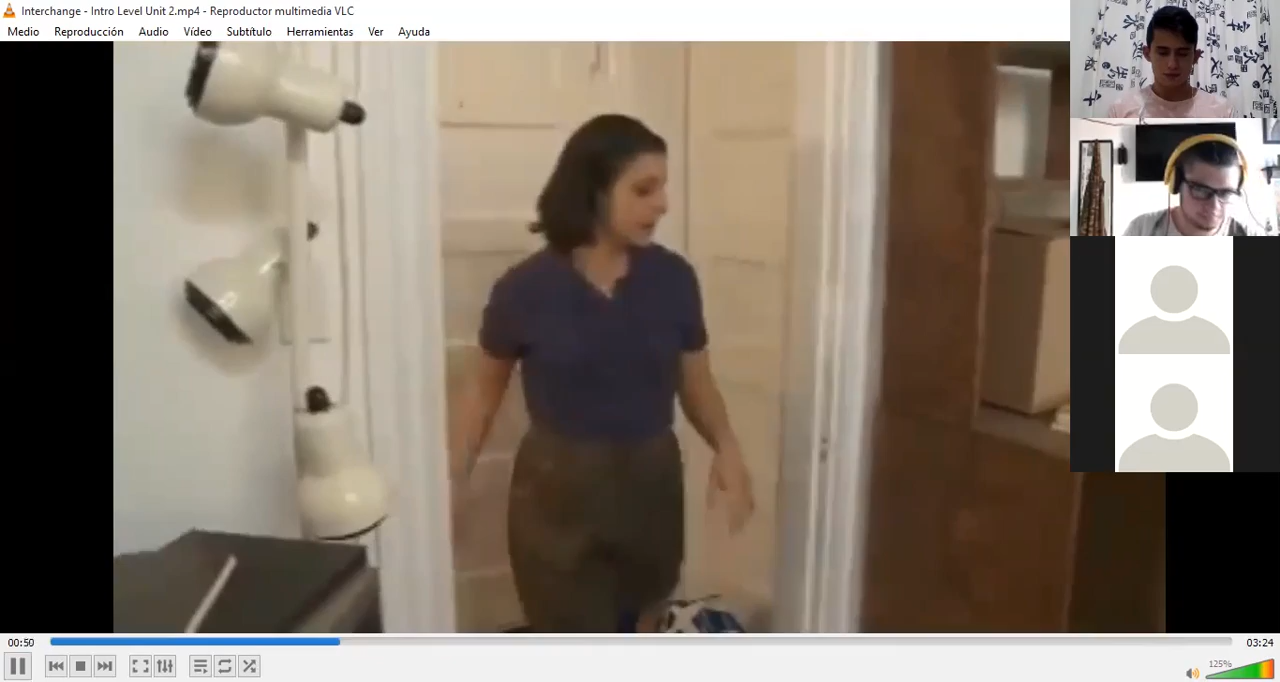 Interchange - Intro Level Unit 2.mp4 - Reproductor multimedia VLC
Medio Reproducción Audio Vídeo Subtítulo Herramientas Ver Ayuda
00:50 03:24
125%